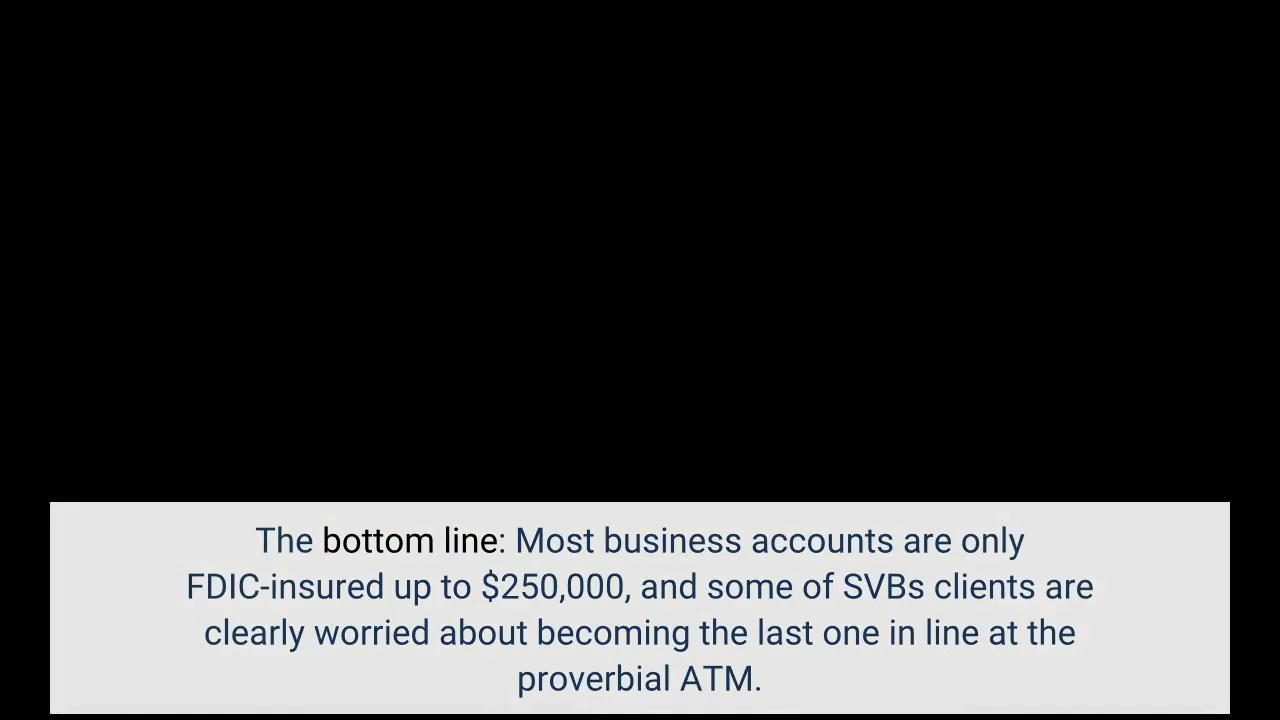 The bottom line: Most business accounts are only
FDIC-insured up to $250,000, and some of SVBs clients are
clearly worried about becoming the last one in line at the
proverbial ATM.